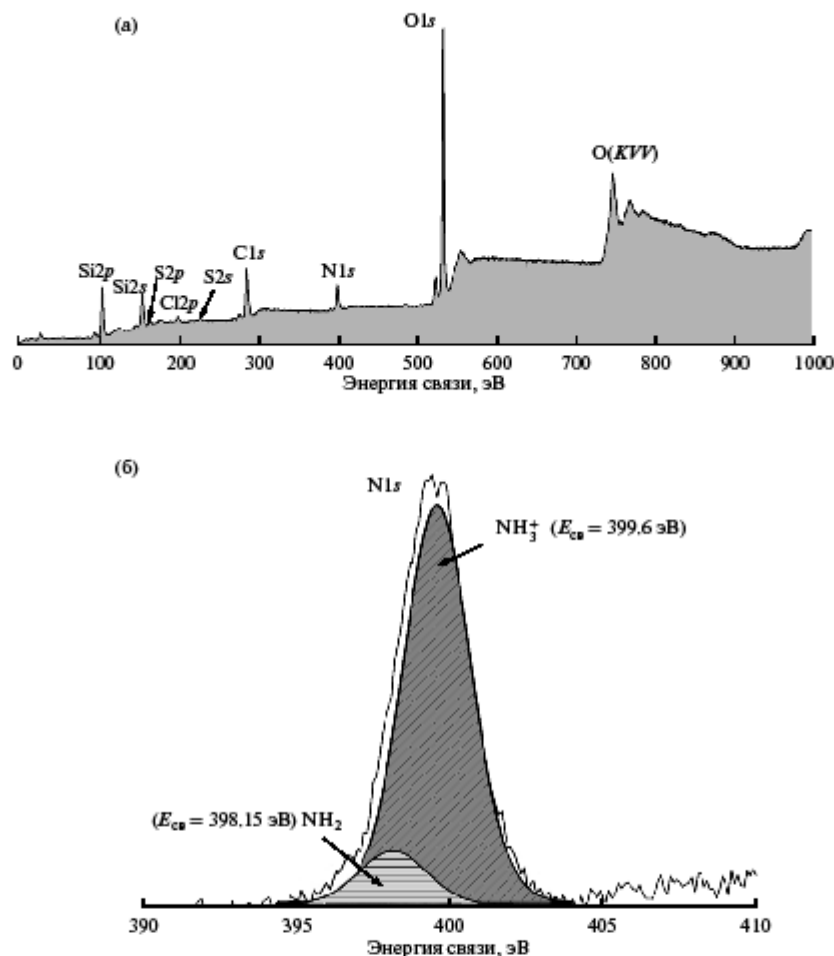 (а)
O1s
O(KVV)
Si2p
Si2s
S2p
Cl2p
S2s
C1s
N1s
0 100 200 300 400 500 600 700 800 900 1000
Энергия связи, эВ
(б)
N1s
NH₃⁺ (Eсв = 399,6 эВ)
(Eсв = 398,15 эВ) NH₂
390 395 400 405 410
Энергия связи, эВ